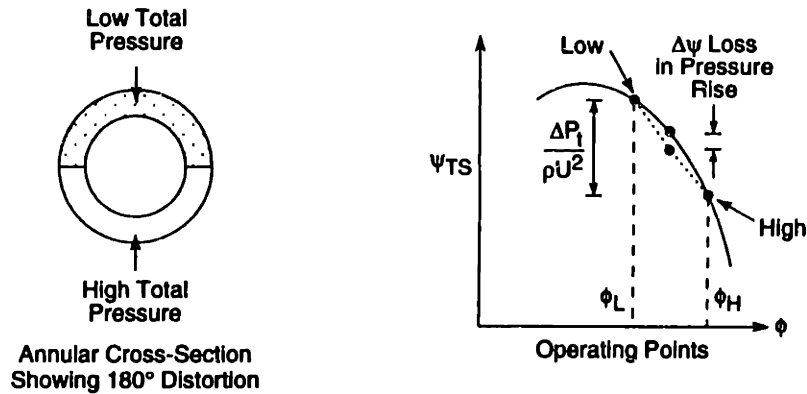 Low Total
Pressure
High Total
Pressure
Annular Cross-Section
Showing 180° Distortion
Low
Δψ Loss
in Pressure
Rise
ΔPt
ρU²
ψTS
High
ϕL
ϕH
ϕ
Operating Points